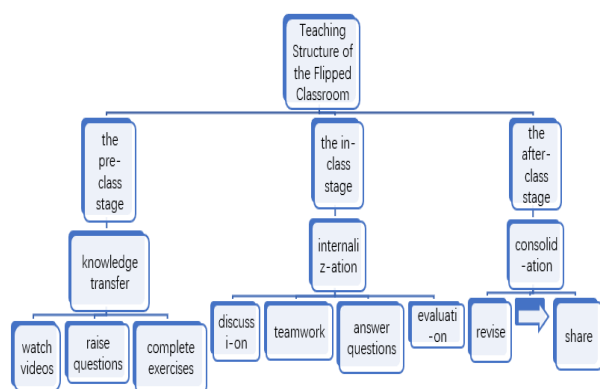 Teaching
Structure of
the Flipped
Classroom
the
pre-
class
stage
the in-
class
stage
the
after-
class
stage
knowledge
transfer
internali
z-ation
consolid
-ation
watch
videos
raise
questions
complete
exercises
discussi
i-on
teamwork
answer
questions
evaluati
-on
revise
share